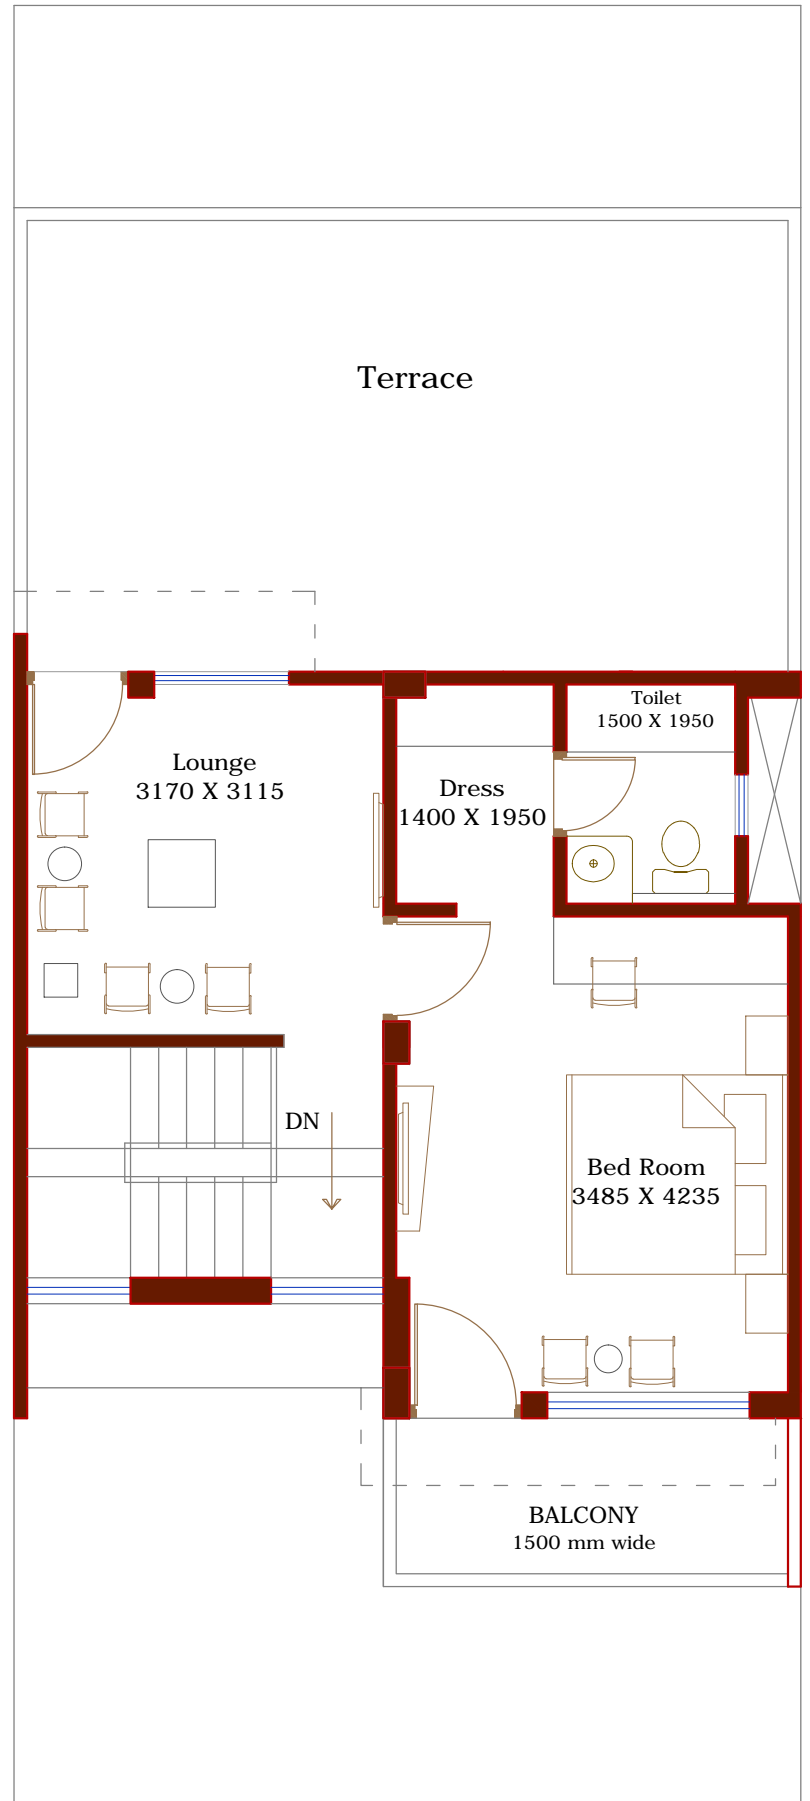 Terrace
Toilet
1500 X 1950
Lounge
3170 X 3115
Dress
1400 X 1950
DN
Bed Room
3485 X 4235
BALCONY
1500 mm wide